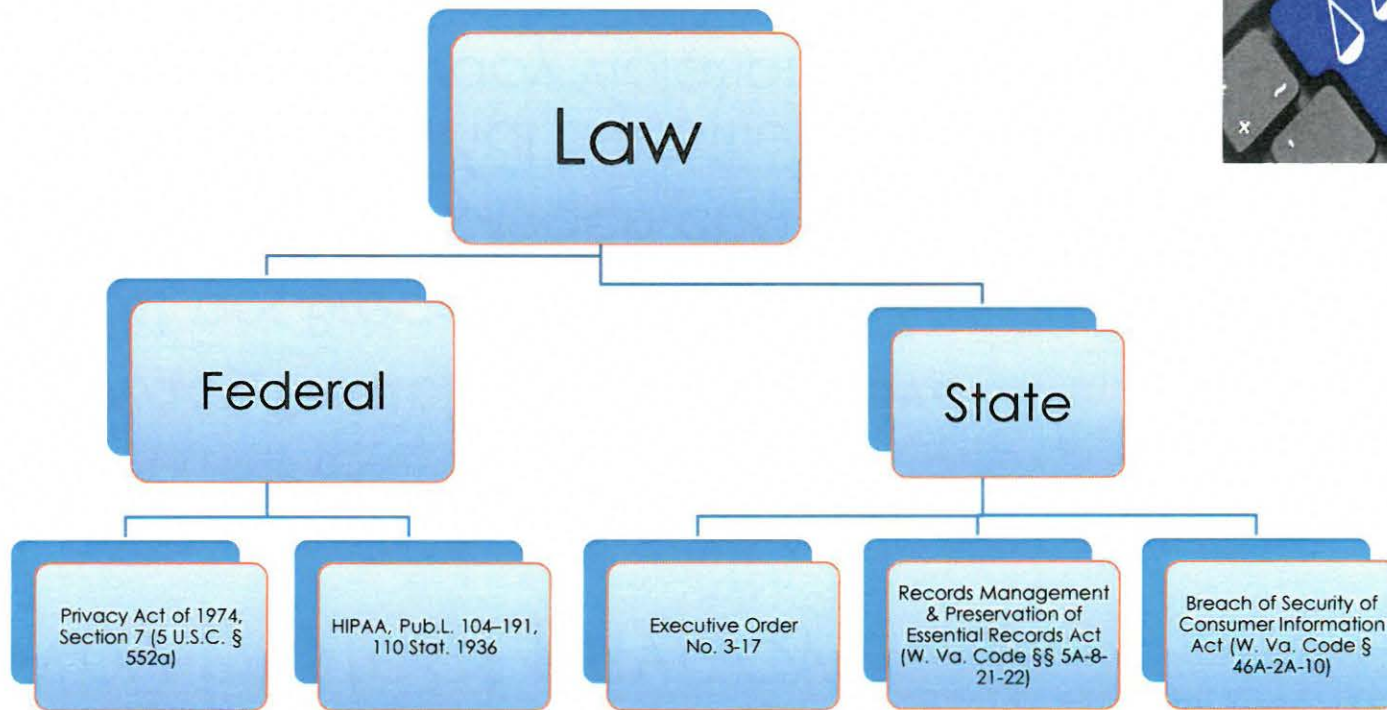 Law
Federal
State
Privacy Act of 1974,
Section 7 (5 U.S.C. §
552a)
HIPAA, Pub.L. 104–191,
110 Stat. 1936
Executive Order
No. 3-17
Records Management
& Preservation of
Essential Records Act
(W. Va. Code §§ 5A-8-
21-22)
Breach of Security of
Consumer Information
Act (W. Va. Code §
46A-2A-10)
x